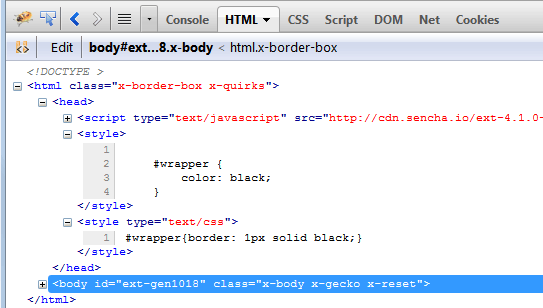 Console HTML CSS Script DOM Net Cookies
Edit body#ext...8.x-body < html.x-border-box
<!DOCTYPE >
<html class="x-border-box x-quirks">
<head>
<script type="text/javascript" src="http://cdn.sencha.io/ext-4.1.0-
<style>
1
2 #wrapper {
3 color: black;
4 }
</style>
<style type="text/css">
1 #wrapper{border: 1px solid black;}
</style>
</head>
<body id="ext-gen1018" class="x-body x-gecko x-reset">
</html>